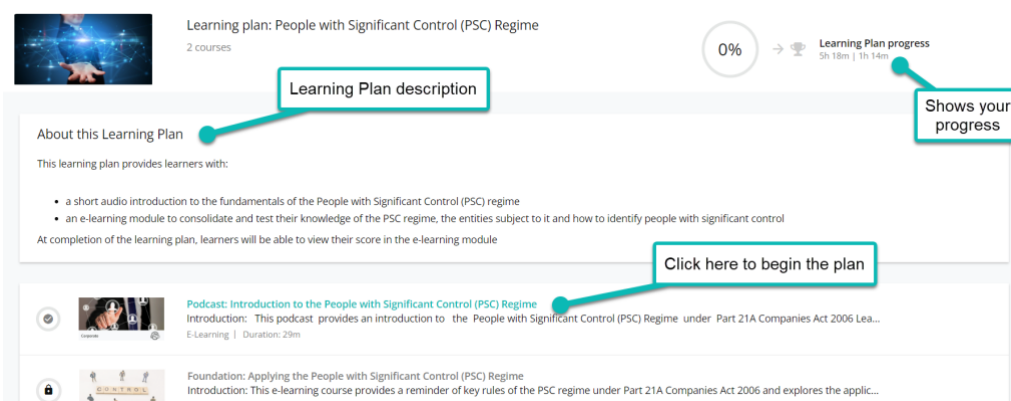 Learning plan: People with Significant Control (PSC) Regime
2 courses
0%
Learning Plan progress
5h 18m | 1h 14m
Learning Plan description
Shows your
progress
About this Learning Plan
This learning plan provides learners with:
a short audio introduction to the fundamentals of the People with Significant Control (PSC) regime
an e-learning module to consolidate and test their knowledge of the PSC regime, the entities subject to it and how to identify people with significant control
At completion of the learning plan, learners will be able to view their score in the e-learning module
Click here to begin the plan
Podcast: Introduction to the People with Significant Control (PSC) Regime
Introduction: This podcast provides an introduction to the People with Significant Control (PSC) Regime under Part 21A Companies Act 2006 Lea...
E-Learning | Duration: 29m
Corporate
Foundation: Applying the People with Significant Control (PSC) Regime
Introduction: This e-learning course provides a reminder of key rules of the PSC regime under Part 21A Companies Act 2006 and explores the applic...
CONTROL